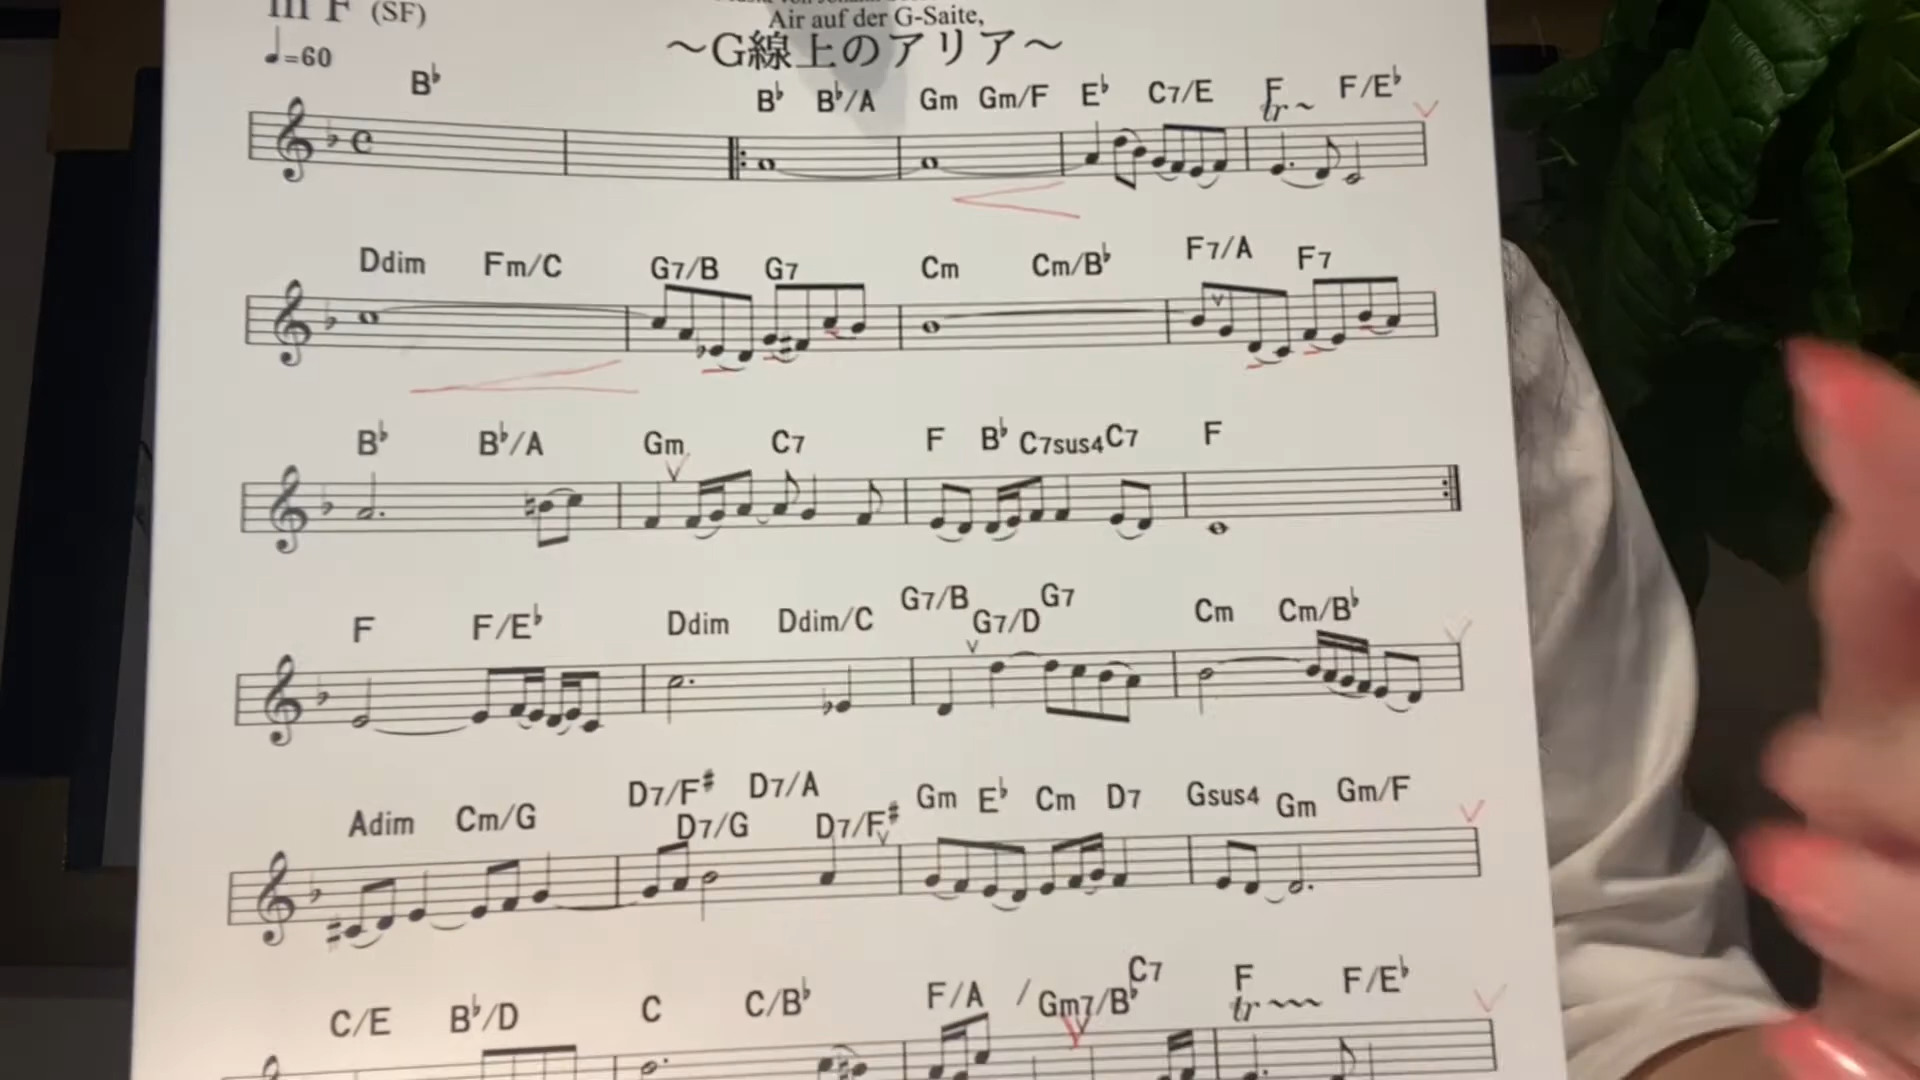 in F (SF)
Air auf der G-Saite,
♩=60
～G線上のアリア～
B♭ B♭ B♭/A Gm Gm/F E♭ C7/E F F/E♭
tr~
Ddim Fm/C G7/B G7 Cm Cm/B♭ F7/A F7
B♭ B♭/A Gm C7 F B♭ C7sus4 C7 F
F F/E♭ Ddim Ddim/C G7/B G7/D G7 Cm Cm/B♭
Adim Cm/G D7/F♯ D7/G D7/A D7/F♯ Gm E♭ Cm D7 Gsus4 Gm Gm/F
C/E B♭/D C C/B♭ F/A / Gm7/B♭ C7 F F/E♭
tr~~~